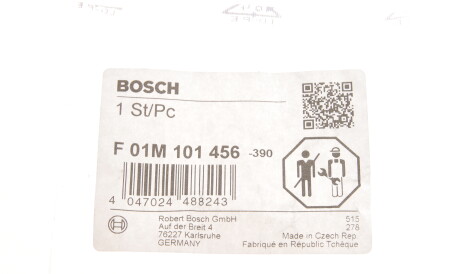 BOSCH
1 St/Pc
F 01M 101 456 -390
4 047024 488243
Robert Bosch GmbH
Auf der Breit 4
76227 Karlsruhe
GERMANY
515
278
Made in Czech Rep.
Fabriqué en République Tchèque